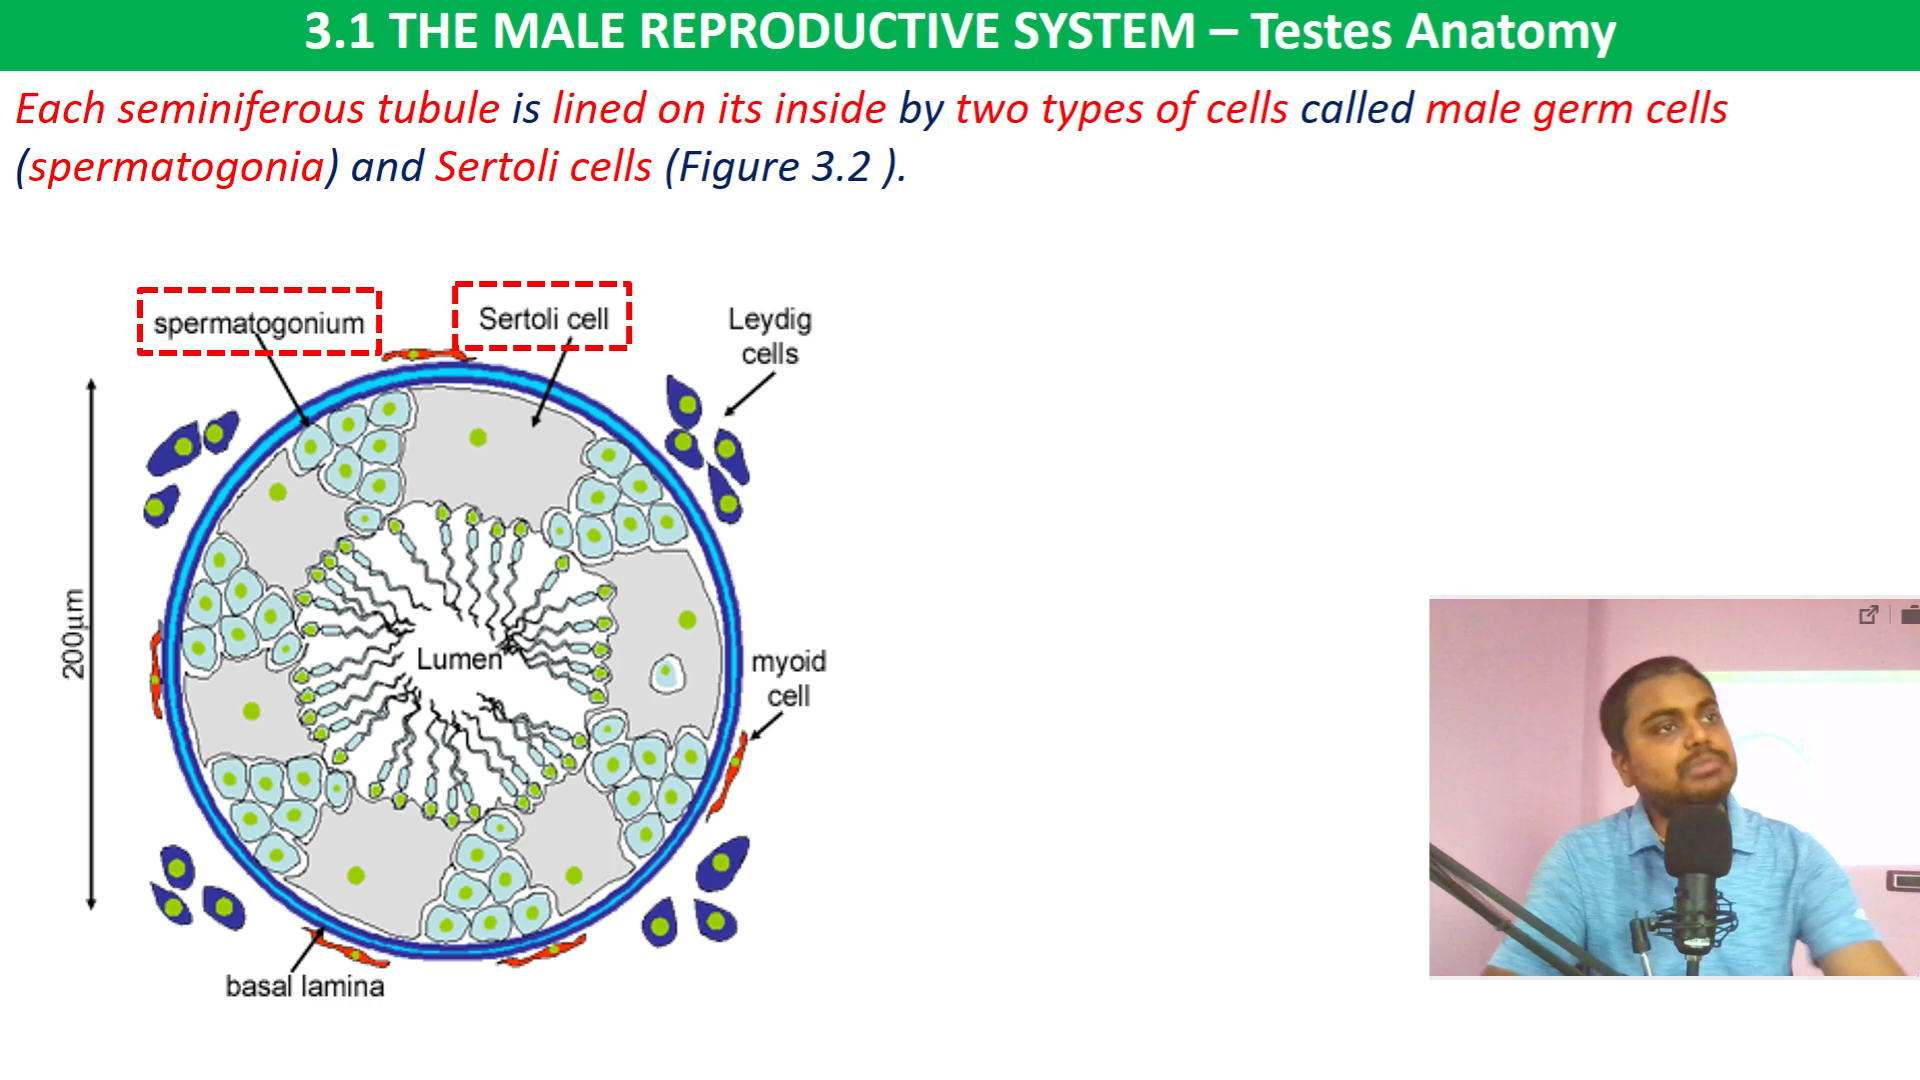 3.1 THE MALE REPRODUCTIVE SYSTEM – Testes Anatomy
Each seminiferous tubule is lined on its inside by two types of cells called male germ cells
(spermatogonia) and Sertoli cells (Figure 3.2 ).
spermatogonium
Sertoli cell
Leydig
cells
200µm
Lumen
myoid
cell
basal lamina